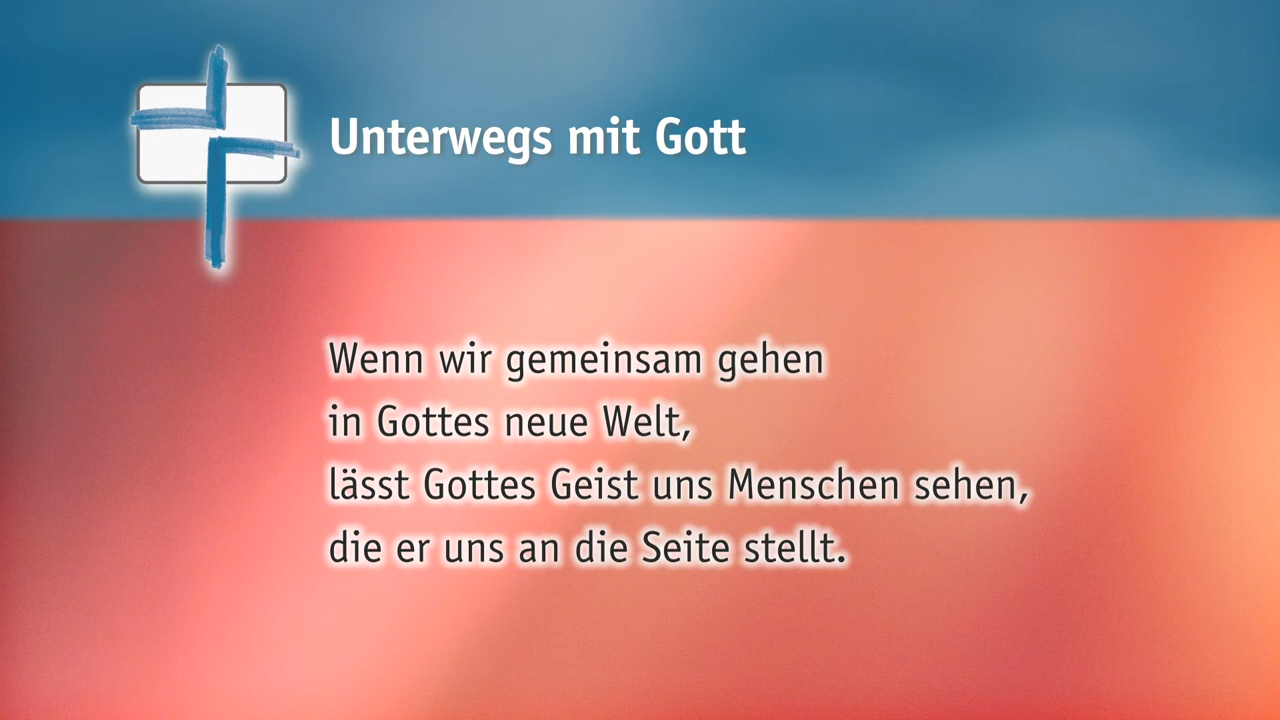 Unterwegs mit Gott
Wenn wir gemeinsam gehen
in Gottes neue Welt,
lässt Gottes Geist uns Menschen sehen,
die er uns an die Seite stellt.